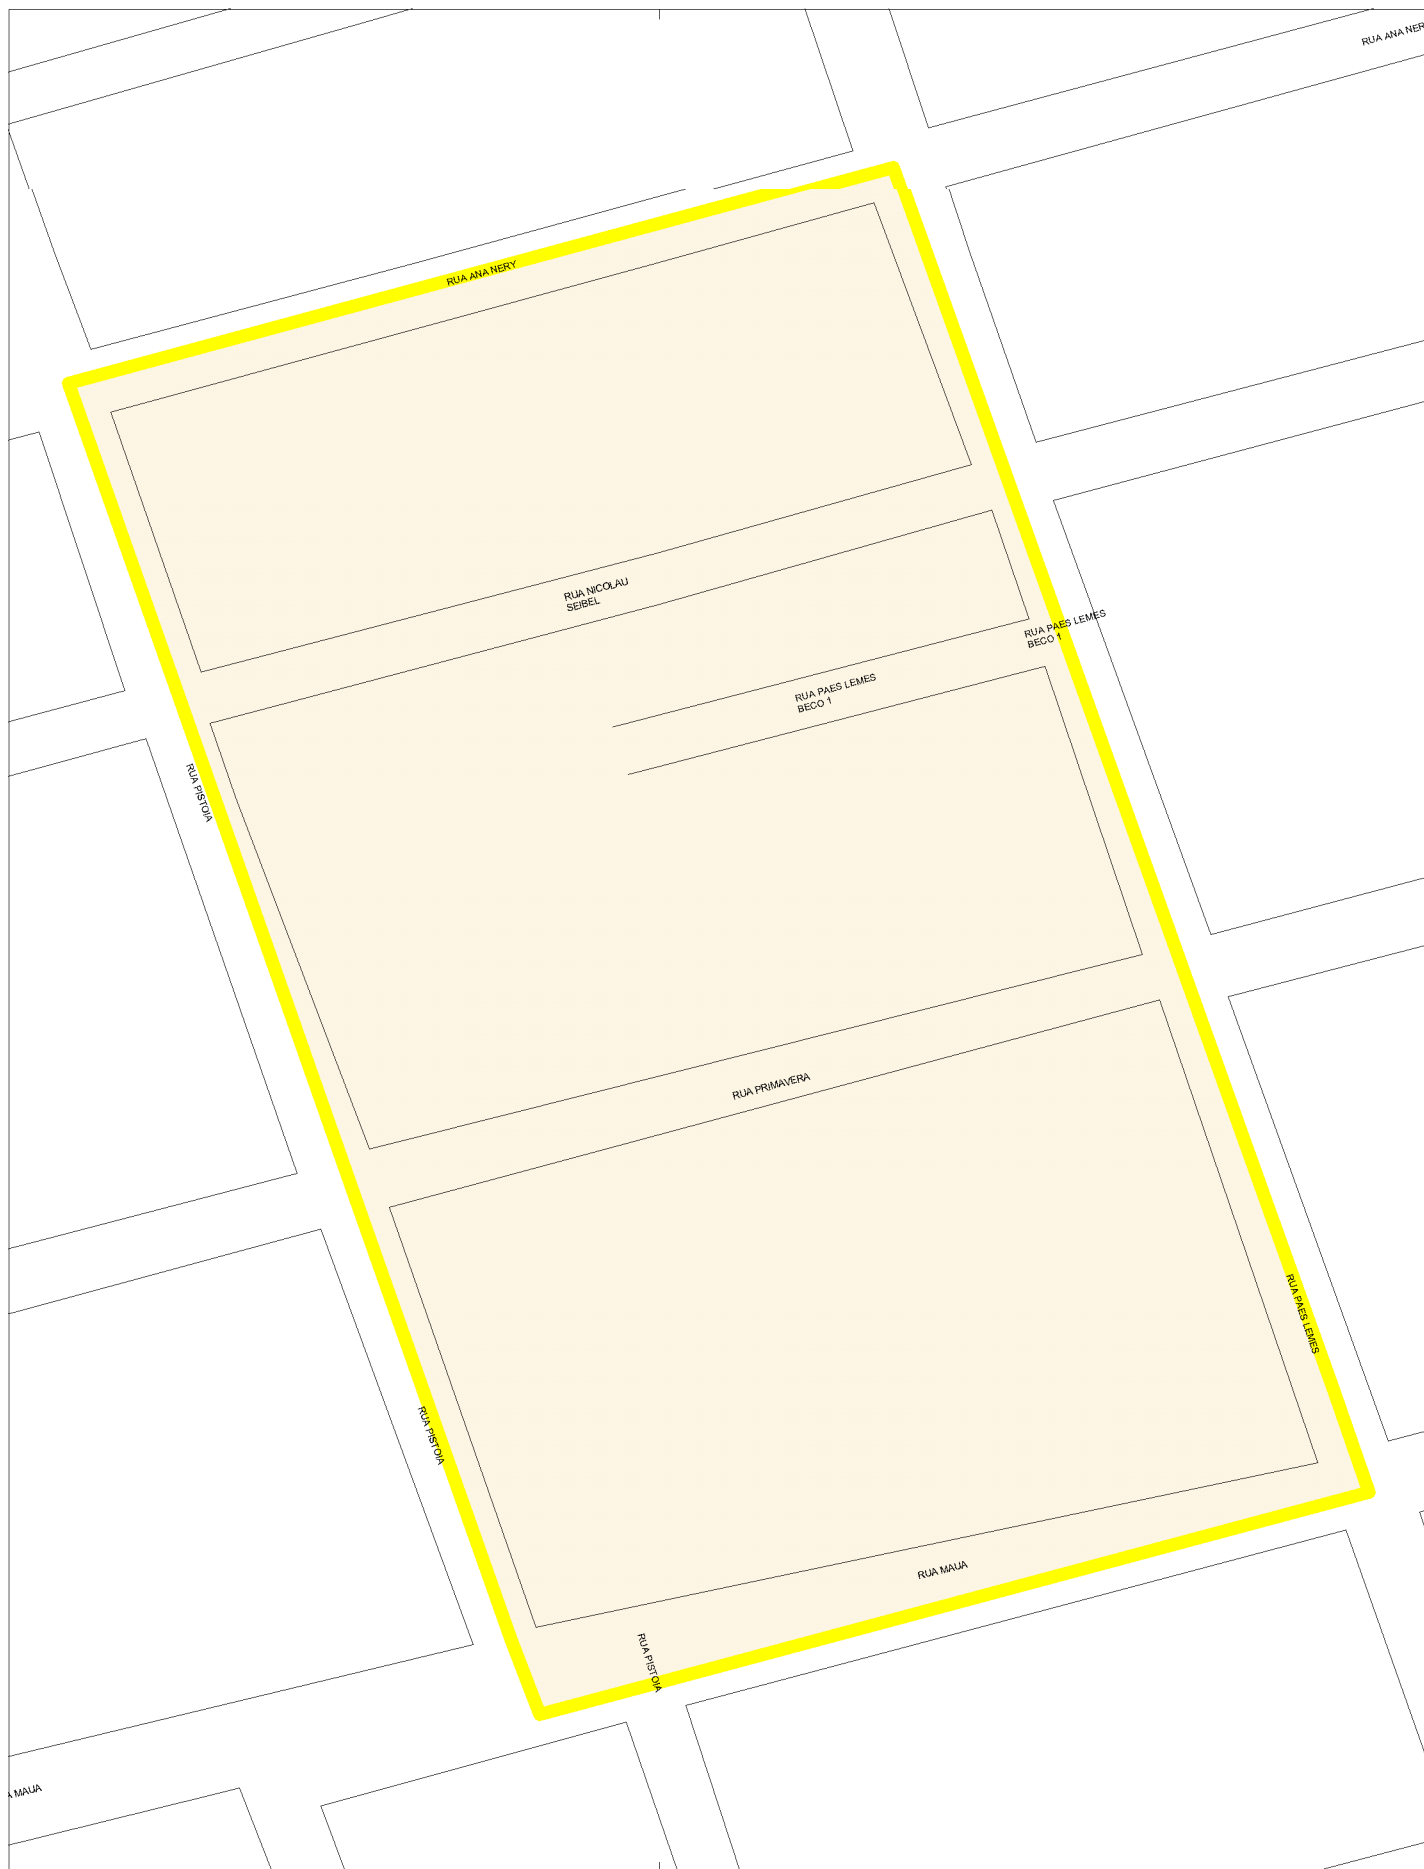 RUA ANA NER
RUA ANA NERY
RUA NICOLAU
SEIBEL
RUA PAES LEMES
BECO 1
RUA PAES LEMES
BECO 1
RUA PISTOIA
RUA PRIMAVERA
RUA PAES LEMES
RUA PISTOIA
RUA MAUA
RUA PISTOIA
A MAUA